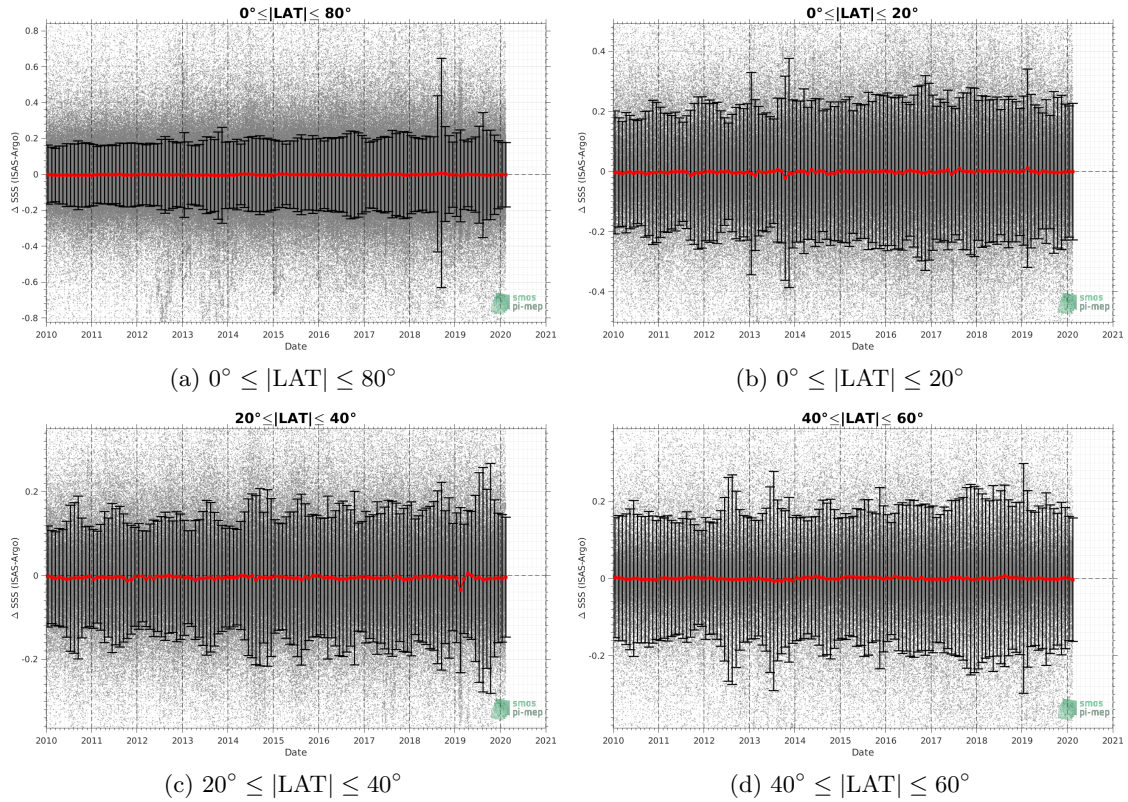 0°≤|LAT|≤ 80°
0.8
0.6
0.4
0.2
0
-0.2
-0.4
-0.6
-0.8
Δ SSS (ISAS-Argo)
2010 2011 2012 2013 2014 2015 2016 2017 2018 2019 2020 2021
Date
smos
pi-mep
(a) 0° ≤ |LAT| ≤ 80°
0°≤|LAT|≤ 20°
0.4
0.2
0
-0.2
-0.4
Δ SSS (ISAS-Argo)
2010 2011 2012 2013 2014 2015 2016 2017 2018 2019 2020 2021
Date
smos
pi-mep
(b) 0° ≤ |LAT| ≤ 20°
20°≤|LAT|≤ 40°
0.2
0
-0.2
Δ SSS (ISAS-Argo)
2010 2011 2012 2013 2014 2015 2016 2017 2018 2019 2020 2021
Date
smos
pi-mep
(c) 20° ≤ |LAT| ≤ 40°
40°≤|LAT|≤ 60°
0.2
0
-0.2
Δ SSS (ISAS-Argo)
2010 2011 2012 2013 2014 2015 2016 2017 2018 2019 2020 2021
Date
smos
pi-mep
(d) 40° ≤ |LAT| ≤ 60°